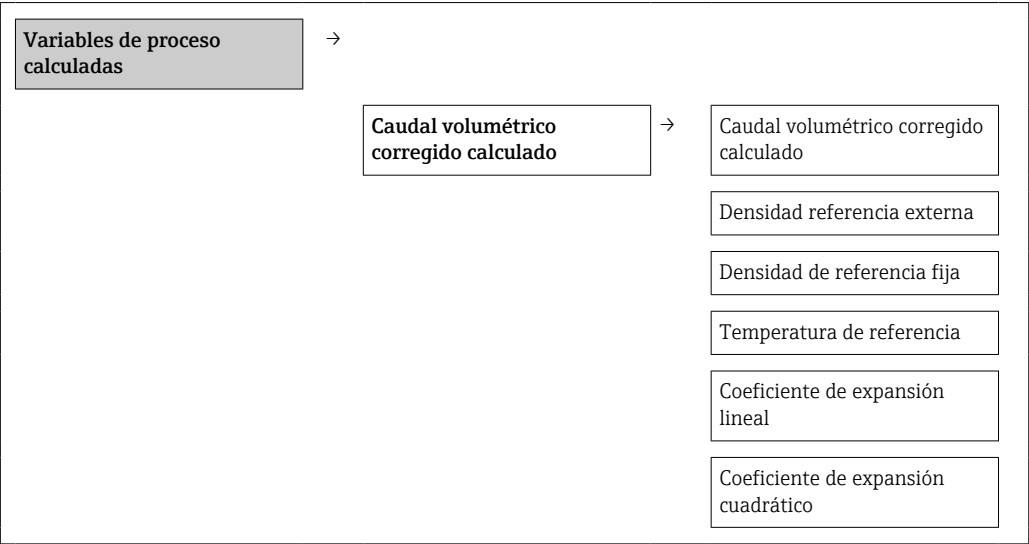 Variables de proceso
calculadas
→
Caudal volumétrico
corregido calculado
→
Caudal volumétrico corregido
calculado
Densidad referencia externa
Densidad de referencia fija
Temperatura de referencia
Coeficiente de expansión
lineal
Coeficiente de expansión
cuadrático